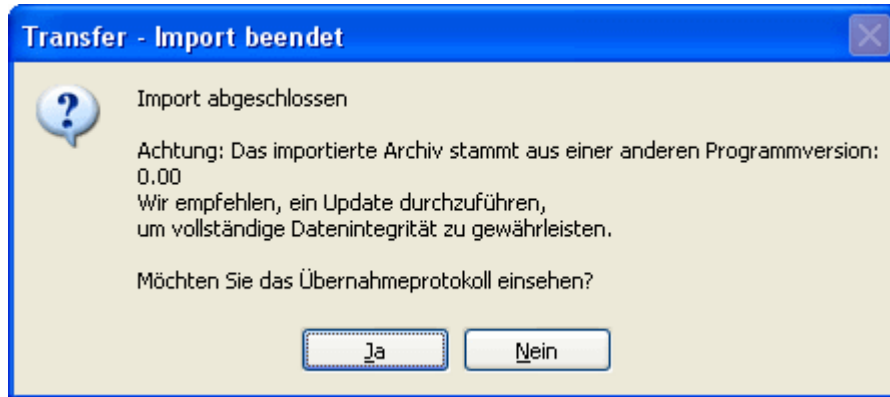 Transfer - Import beendet
Import abgeschlossen
Achtung: Das importierte Archiv stammt aus einer anderen Programmversion:
0.00
Wir empfehlen, ein Update durchzuführen,
um vollständige Datenintegrität zu gewährleisten.
Möchten Sie das Übernahmeprotokoll einsehen?
Ja
Nein